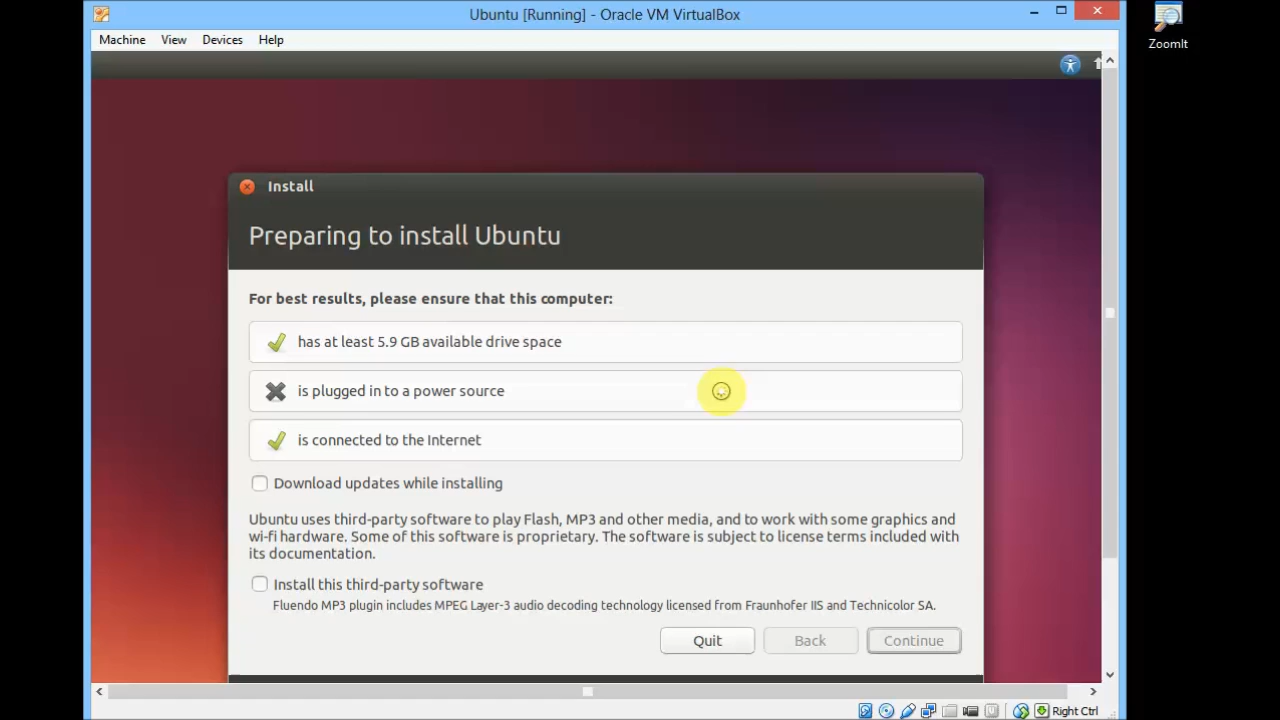 Ubuntu [Running] - Oracle VM VirtualBox
ZoomIt
Machine View Devices Help
Install
Preparing to install Ubuntu
For best results, please ensure that this computer:
has at least 5.9 GB available drive space
is plugged in to a power source
is connected to the Internet
Download updates while installing
Ubuntu uses third-party software to play Flash, MP3 and other media, and to work with some graphics and
wi-fi hardware. Some of this software is proprietary. The software is subject to license terms included with
its documentation.
Install this third-party software
Fluendo MP3 plugin includes MPEG Layer-3 audio decoding technology licensed from Fraunhofer IIS and Technicolor SA.
Quit Back Continue
Right Ctrl